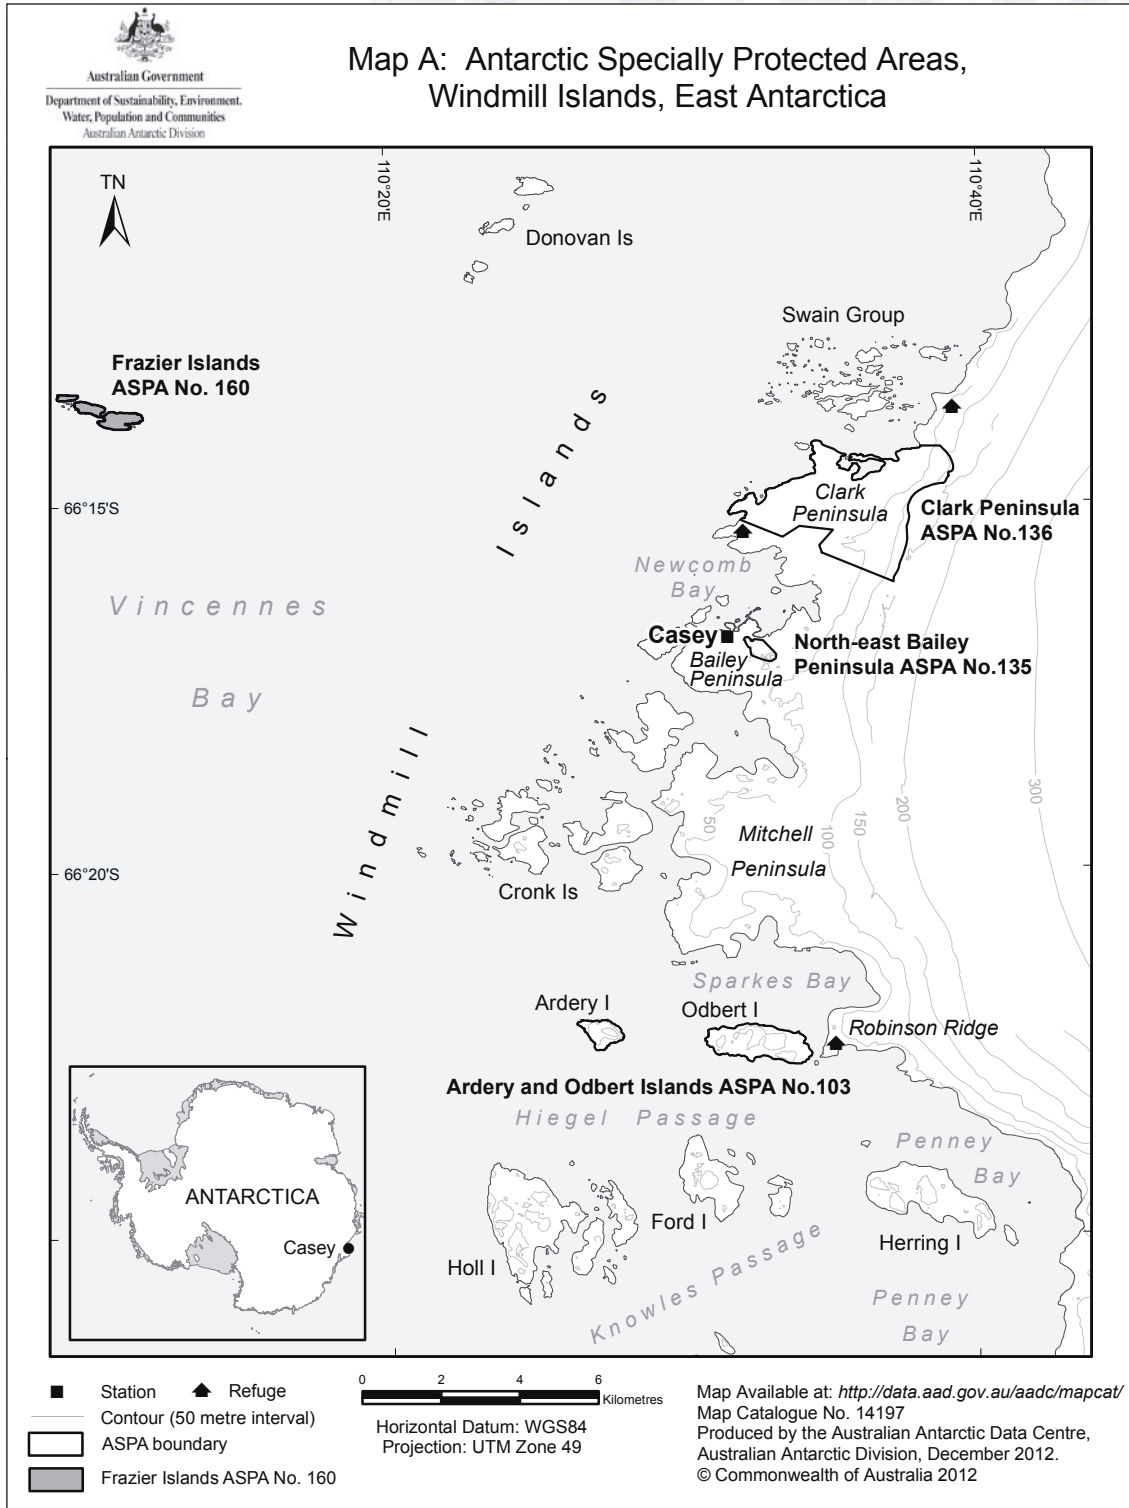 Australian Government
Department of Sustainability, Environment,
Water, Population and Communities
Australian Antarctic Division
Map A: Antarctic Specially Protected Areas,
Windmill Islands, East Antarctica
TN
110°20'E
110°40'E
Donovan Is
Swain Group
Frazier Islands
ASPA No. 160
Windmill Islands
66°15'S
Clark
Peninsula
Clark Peninsula
ASPA No.136
Newcomb
Bay
Vincennes
Bay
Casey
Bailey
Peninsula
North-east Bailey
Peninsula ASPA No.135
50
100
150
200
300
Mitchell
Peninsula
66°20'S
Cronk Is
Sparkes Bay
Ardery I
Odbert I
Robinson Ridge
Ardery and Odbert Islands ASPA No.103
Hiegel Passage
Penney
Bay
ANTARCTICA
Casey
Holl I
Ford I
Herring I
Knowles Passage
Penney
Bay
Station
Refuge
Contour (50 metre interval)
ASPA boundary
Frazier Islands ASPA No. 160
0 2 4 6
Kilometres
Horizontal Datum: WGS84
Projection: UTM Zone 49
Map Available at: http://data.aad.gov.au/aadc/mapcat/
Map Catalogue No. 14197
Produced by the Australian Antarctic Data Centre,
Australian Antarctic Division, December 2012.
© Commonwealth of Australia 2012